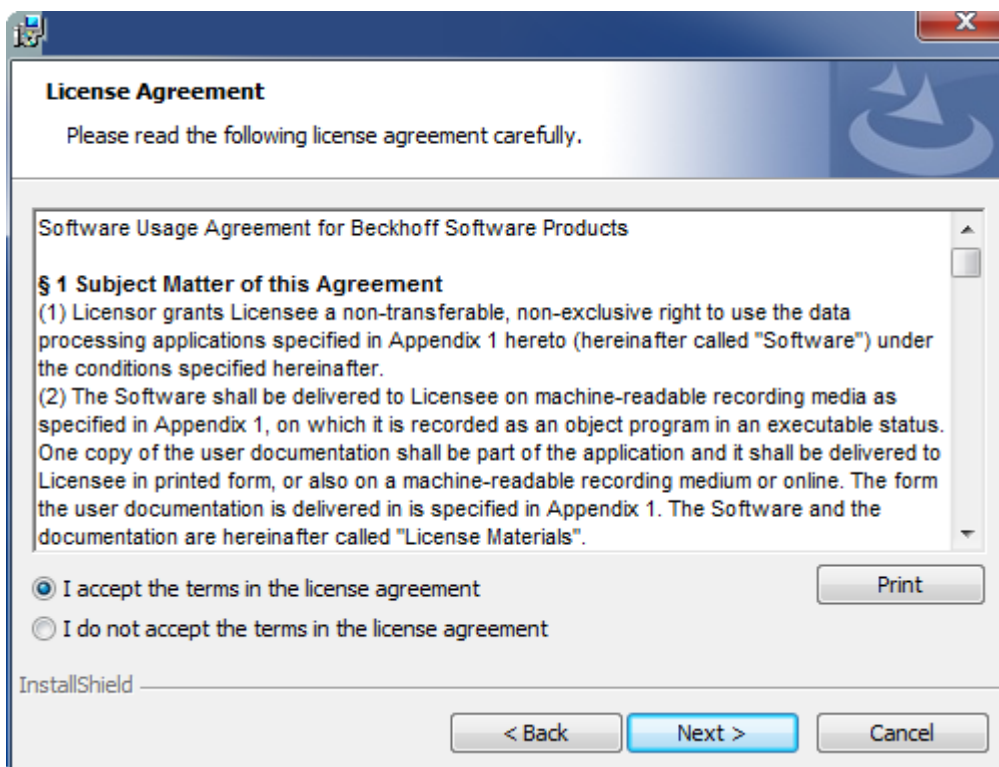 License Agreement
Please read the following license agreement carefully.
Software Usage Agreement for Beckhoff Software Products
§ 1 Subject Matter of this Agreement
(1) Licensor grants Licensee a non-transferable, non-exclusive right to use the data
processing applications specified in Appendix 1 hereto (hereinafter called "Software") under
the conditions specified hereinafter.
(2) The Software shall be delivered to Licensee on machine-readable recording media as
specified in Appendix 1, on which it is recorded as an object program in an executable status.
One copy of the user documentation shall be part of the application and it shall be delivered to
Licensee in printed form, or also on a machine-readable recording medium or online. The form
the user documentation is delivered in is specified in Appendix 1. The Software and the
documentation are hereinafter called "License Materials".
I accept the terms in the license agreement
Print
I do not accept the terms in the license agreement
InstallShield
< Back
Next >
Cancel